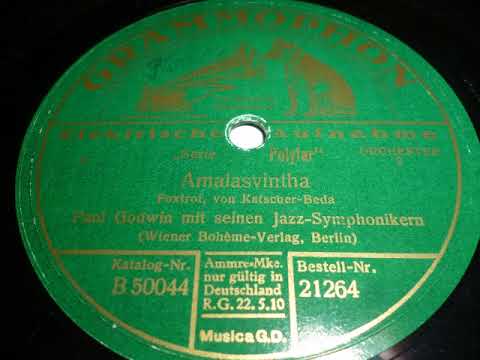 GRAMMOPHON
Elektrische Aufnahme
„Serie Polyfar" ORCHESTER
Amalasvintha
Foxtrot, von Katscher-Beda
Paul Godwin mit seinen Jazz-Symphonikern
(Wiener Bohême-Verlag, Berlin)
Katalog-Nr.
B 50044
Ammre-Mke.
nur gültig in
Deutschland
R.G. 22.5.10
Bestell-Nr.
21264
Musica G.D.